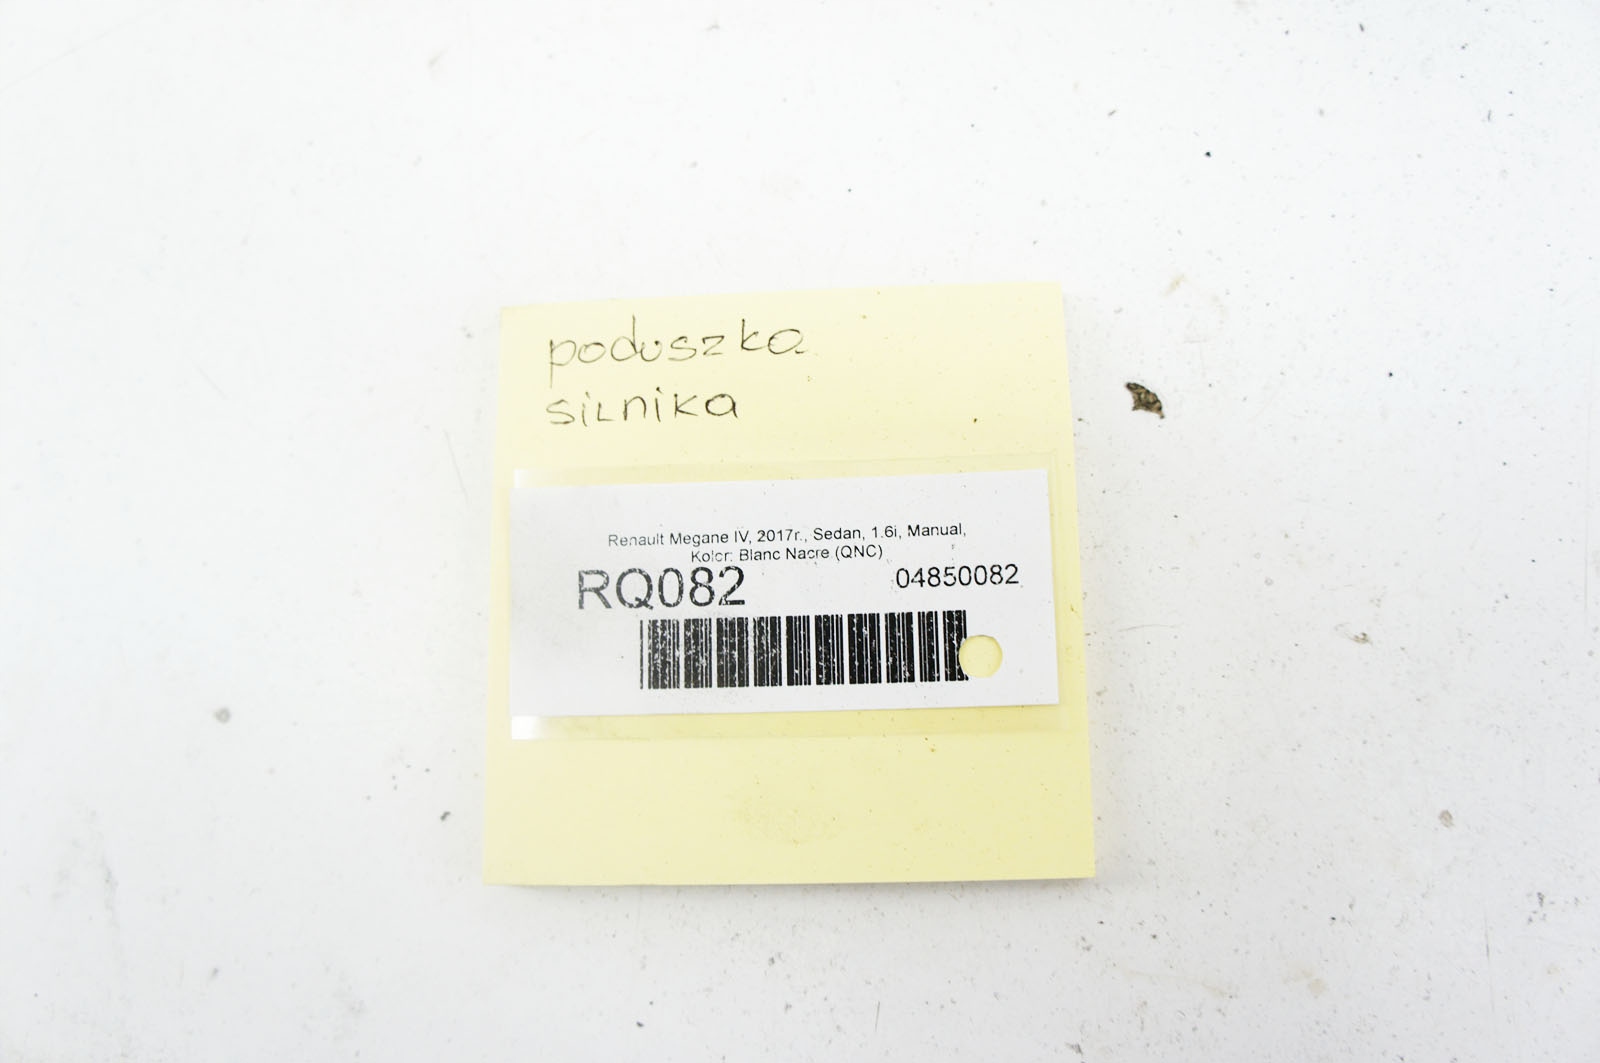 poduszka
silnika
Renault Megane IV, 2017r., Sedan, 1.6i, Manual,
Kolor: Blanc Nacre (QNC)
RQ082
04850082